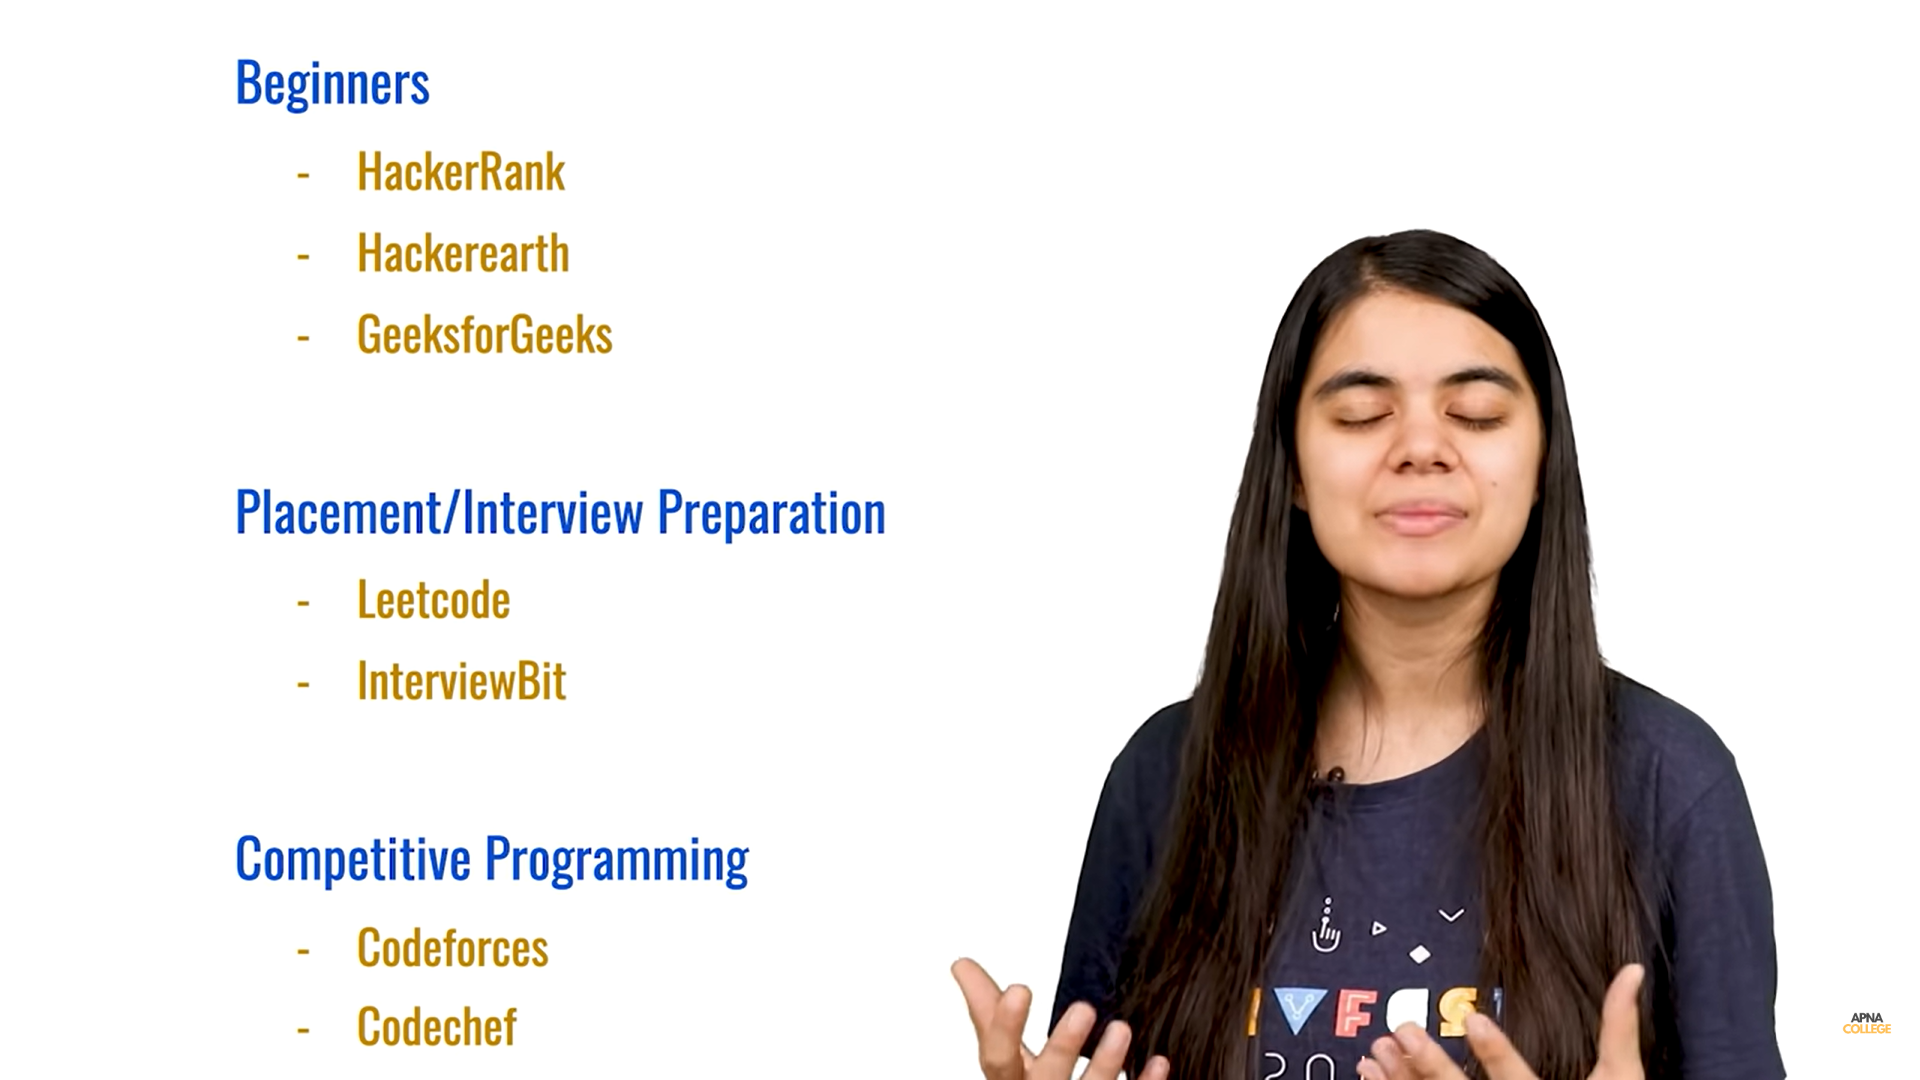 Beginners
- HackerRank
- Hackerearth
- GeeksforGeeks
Placement/Interview Preparation
- Leetcode
- InterviewBit
Competitive Programming
- Codeforces
- Codechef
APNA
COLLEGE